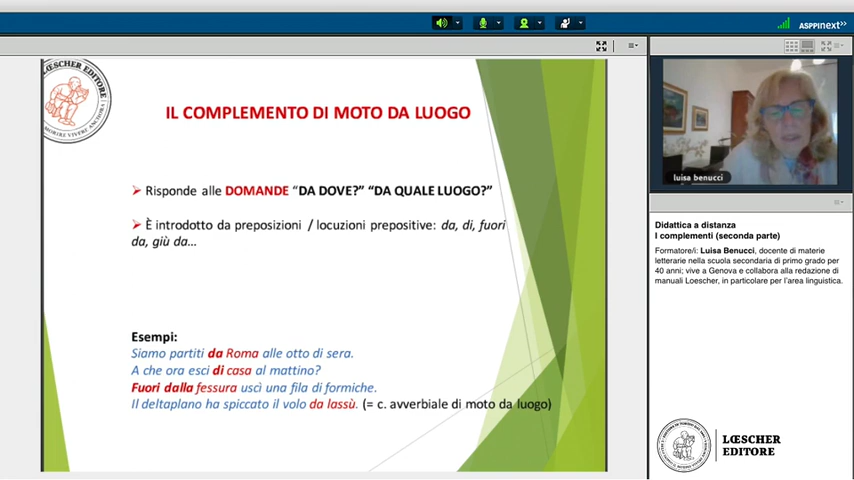 ASPPInext>>
LŒSCHER EDITORE
IL COMPLEMENTO DI MOTO DA LUOGO
Risponde alle DOMANDE “DA DOVE?” “DA QUALE LUOGO?”
È introdotto da preposizioni / locuzioni prepositive: da, di, fuori
da, giù da...
Esempi:
Siamo partiti da Roma alle otto di sera.
A che ora esci di casa al mattino?
Fuori dalla fessura uscì una fila di formiche.
Il deltaplano ha spiccato il volo da lassù. (= c. avverbiale di moto da luogo)
luisa benucci
Didattica a distanza
I complementi (seconda parte)
Formatore/i: Luisa Benucci, docente di materie
letterarie nella scuola secondaria di primo grado per
40 anni; vive a Genova e collabora alla redazione di
manuali Loescher, in particolare per l'area linguistica.
LŒSCHER
EDITORE